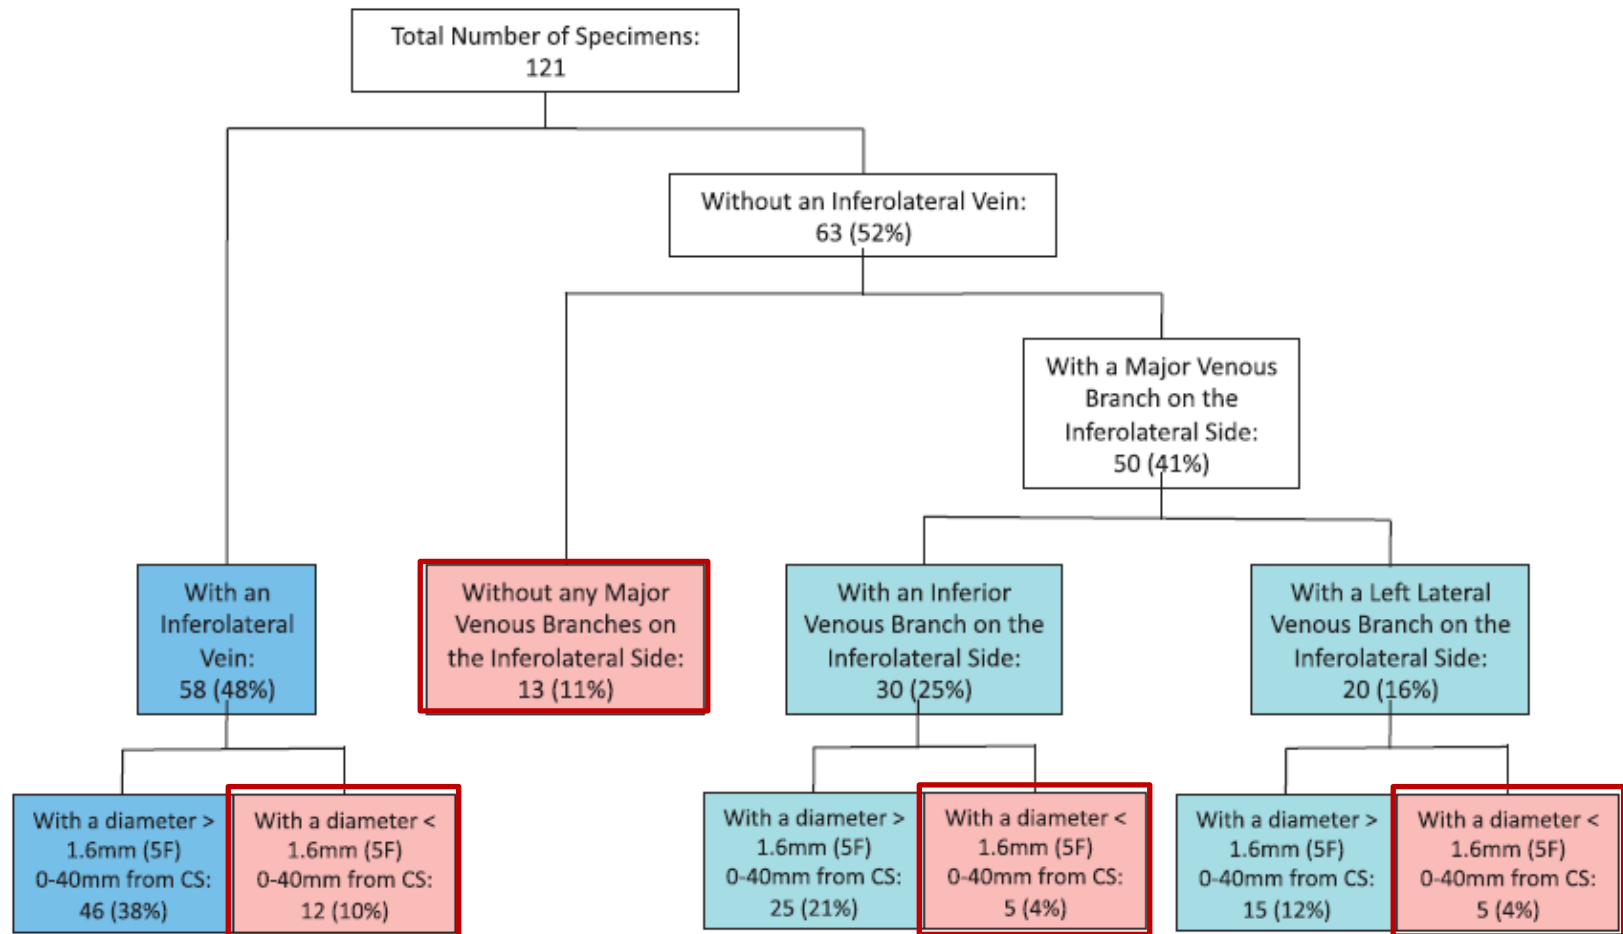 Total Number of Specimens:
121
Without an Inferolateral Vein:
63 (52%)
With a Major Venous
Branch on the
Inferolateral Side:
50 (41%)
With an
Inferolateral
Vein:
58 (48%)
Without any Major
Venous Branches on
the Inferolateral Side:
13 (11%)
With an Inferior
Venous Branch on the
Inferolateral Side:
30 (25%)
With a Left Lateral
Venous Branch on the
Inferolateral Side:
20 (16%)
With a diameter >
1.6mm (5F)
0-40mm from CS:
46 (38%)
With a diameter <
1.6mm (5F)
0-40mm from CS:
12 (10%)
With a diameter >
1.6mm (5F)
0-40mm from CS:
25 (21%)
With a diameter <
1.6mm (5F)
0-40mm from CS:
5 (4%)
With a diameter >
1.6mm (5F)
0-40mm from CS:
15 (12%)
With a diameter <
1.6mm (5F)
0-40mm from CS:
5 (4%)